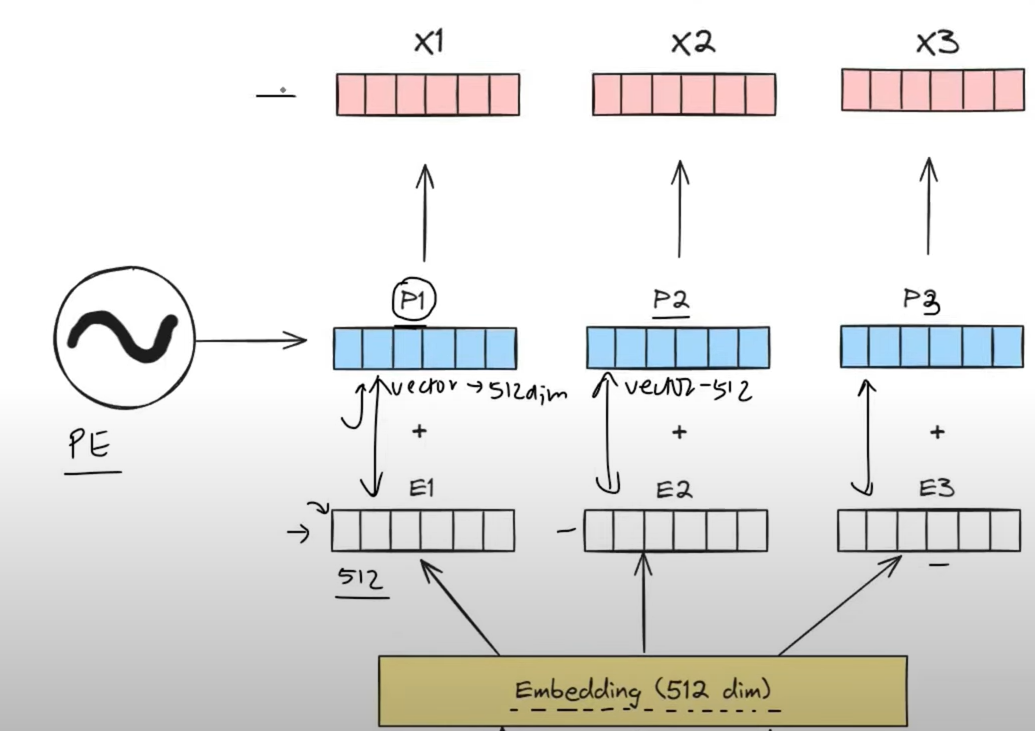 X1 X2 X3
P1 P2 P3
vector → 512dim vector - 512
+ + +
PE
E1 E2 E3
512
Embedding (512 dim)